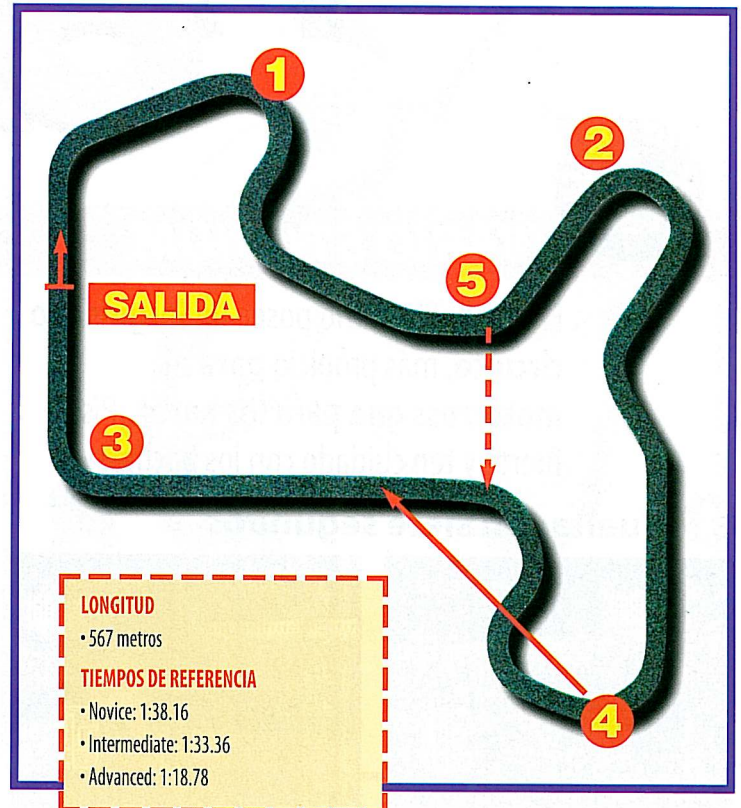 1
2
5
SALIDA
3
4
LONGITUD
• 567 metros
TIEMPOS DE REFERENCIA
• Novice: 1:38.16
• Intermediate: 1:33.36
• Advanced: 1:18.78